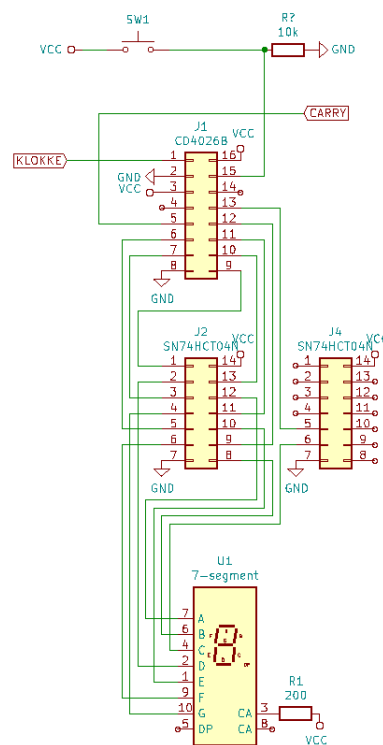 SW1
VCC
R?
10k
GND
CARRY
J1
CD4026B
VCC
KLOKKE
1 16
GND 2 15
VCC 3 14
4 13
5 12
6 11
7 10
8 9
GND
J2
SN74HCT04N
VCC
1 14
2 13
3 12
4 11
5 10
6 9
7 8
GND
J4
SN74HCT04N
VC
1 14
2 13
3 12
4 11
5 10
6 9
7 8
GND
U1
7-segment
7 A
6 B
4 C
2 D
1 E
9 F
10 G
5 DP
DP
CA 3
CA 8
R1
200
VCC